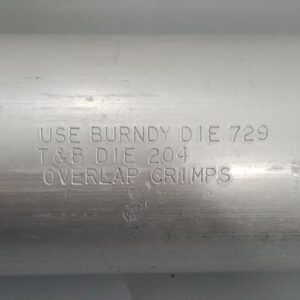 USE BURNDY DIE 729
T&B DIE 204
OVERLAP CRIMPS